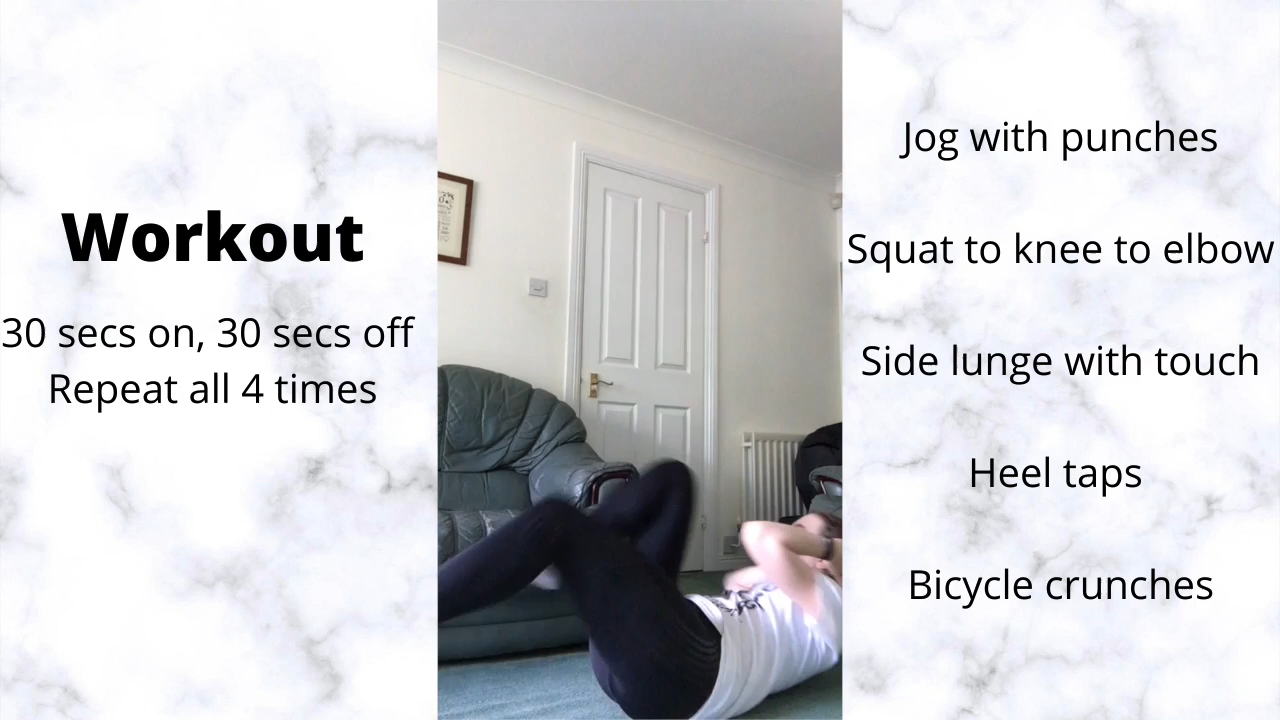 Workout
30 secs on, 30 secs off
Repeat all 4 times
Jog with punches
Squat to knee to elbow
Side lunge with touch
Heel taps
Bicycle crunches